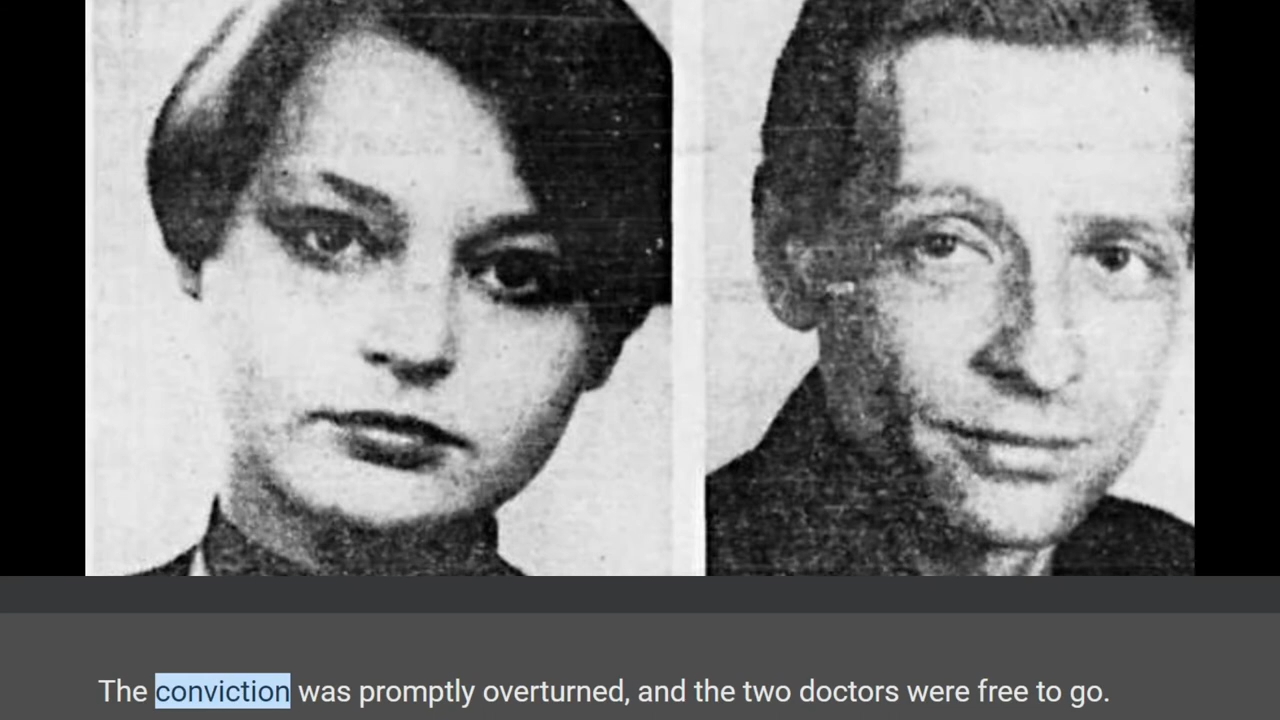 The conviction was promptly overturned, and the two doctors were free to go.